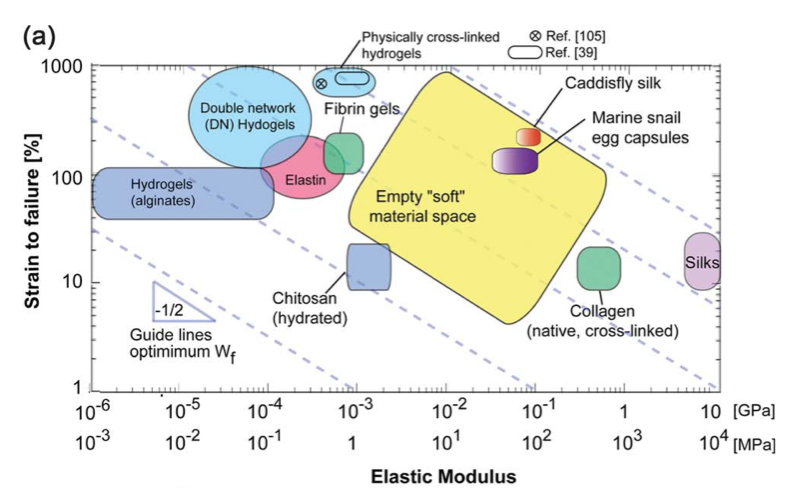 (a)
Physically cross-linked
hydrogels
Ref. [105]
Ref. [39]
Strain to failure [%]
1000
100
10
1
Double network
(DN) Hydogels
Fibrin gels
Caddisfly silk
Marine snail
egg capsules
Hydrogels
(alginates)
Elastin
Empty "soft"
material space
Silks
Chitosan
(hydrated)
Collagen
(native, cross-linked)
-1/2
Guide lines
optimimum W_f
10^-6 10^-5 10^-4 10^-3 10^-2 10^-1 1 10 [GPa]
10^-3 10^-2 10^-1 1 10^1 10^2 10^3 10^4 [MPa]
Elastic Modulus